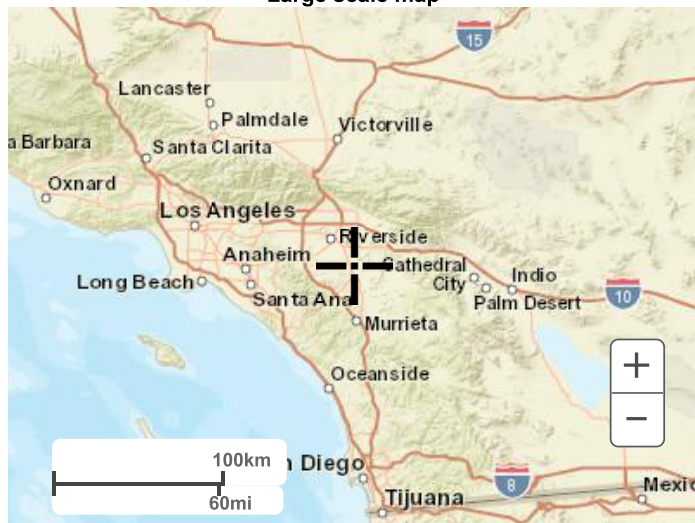 Large scale map
15
Lancaster
Palmdale
Victorville
a Barbara
Santa Clarita
Oxnard
Los Angeles
Riverside
Anaheim
Cathedral
City
Indio
Long Beach
Santa Ana
Palm Desert
10
Murrieta
Oceanside
+
−
100km
n Diego
60mi
8
Mexic
Tijuana